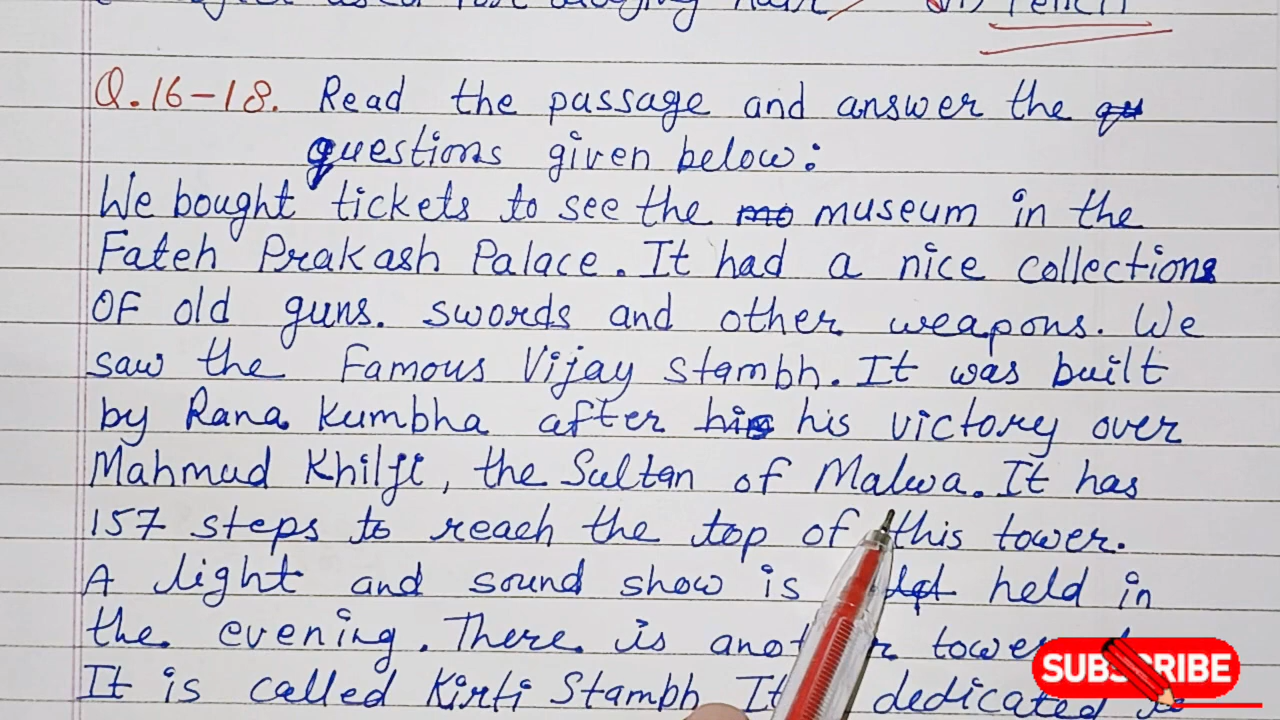 Pencil
Q.16-18. Read the passage and answer the
questions given below:
We bought tickets to see the museum in the
Fateh Prakash Palace. It had a nice collections
OF old guns. swords and other weapons. We
saw the Famous Vijay Stambh. It was built
by Rana Kumbha after his victory over
Mahmud Khilji, the Sultan of Malwa. It has
157 steps to reach the top of this tower.
A light and sound show is held in
the evening. There is tower
It is called Kirti Stambh It dedicated to
SUBSCRIBE